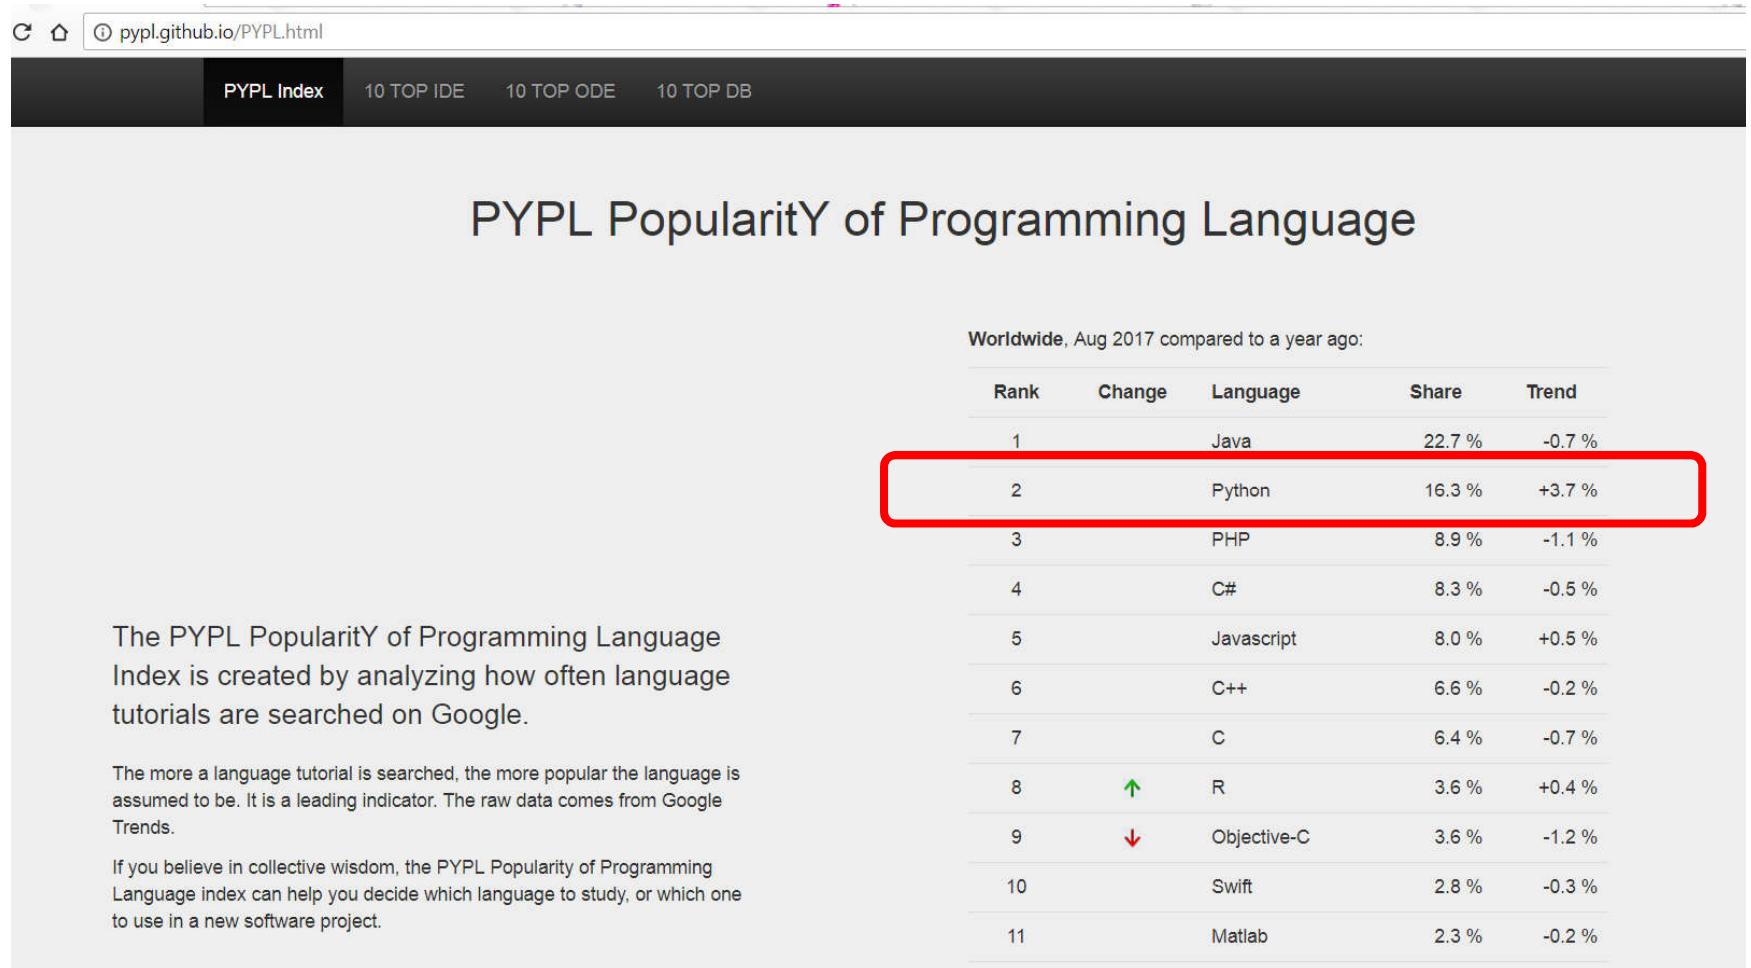 pypl.github.io/PYPL.html
PYPL Index 10 TOP IDE 10 TOP ODE 10 TOP DB
PYPL PopularitY of Programming Language
The PYPL PopularitY of Programming Language
Index is created by analyzing how often language
tutorials are searched on Google.
The more a language tutorial is searched, the more popular the language is
assumed to be. It is a leading indicator. The raw data comes from Google
Trends.
If you believe in collective wisdom, the PYPL Popularity of Programming
Language index can help you decide which language to study, or which one
to use in a new software project.
Worldwide, Aug 2017 compared to a year ago:
Rank Change Language Share Trend
1 Java 22.7 % -0.7 %
2 Python 16.3 % +3.7 %
3 PHP 8.9 % -1.1 %
4 C# 8.3 % -0.5 %
5 Javascript 8.0 % +0.5 %
6 C++ 6.6 % -0.2 %
7 C 6.4 % -0.7 %
8 R 3.6 % +0.4 %
9 Objective-C 3.6 % -1.2 %
10 Swift 2.8 % -0.3 %
11 Matlab 2.3 % -0.2 %